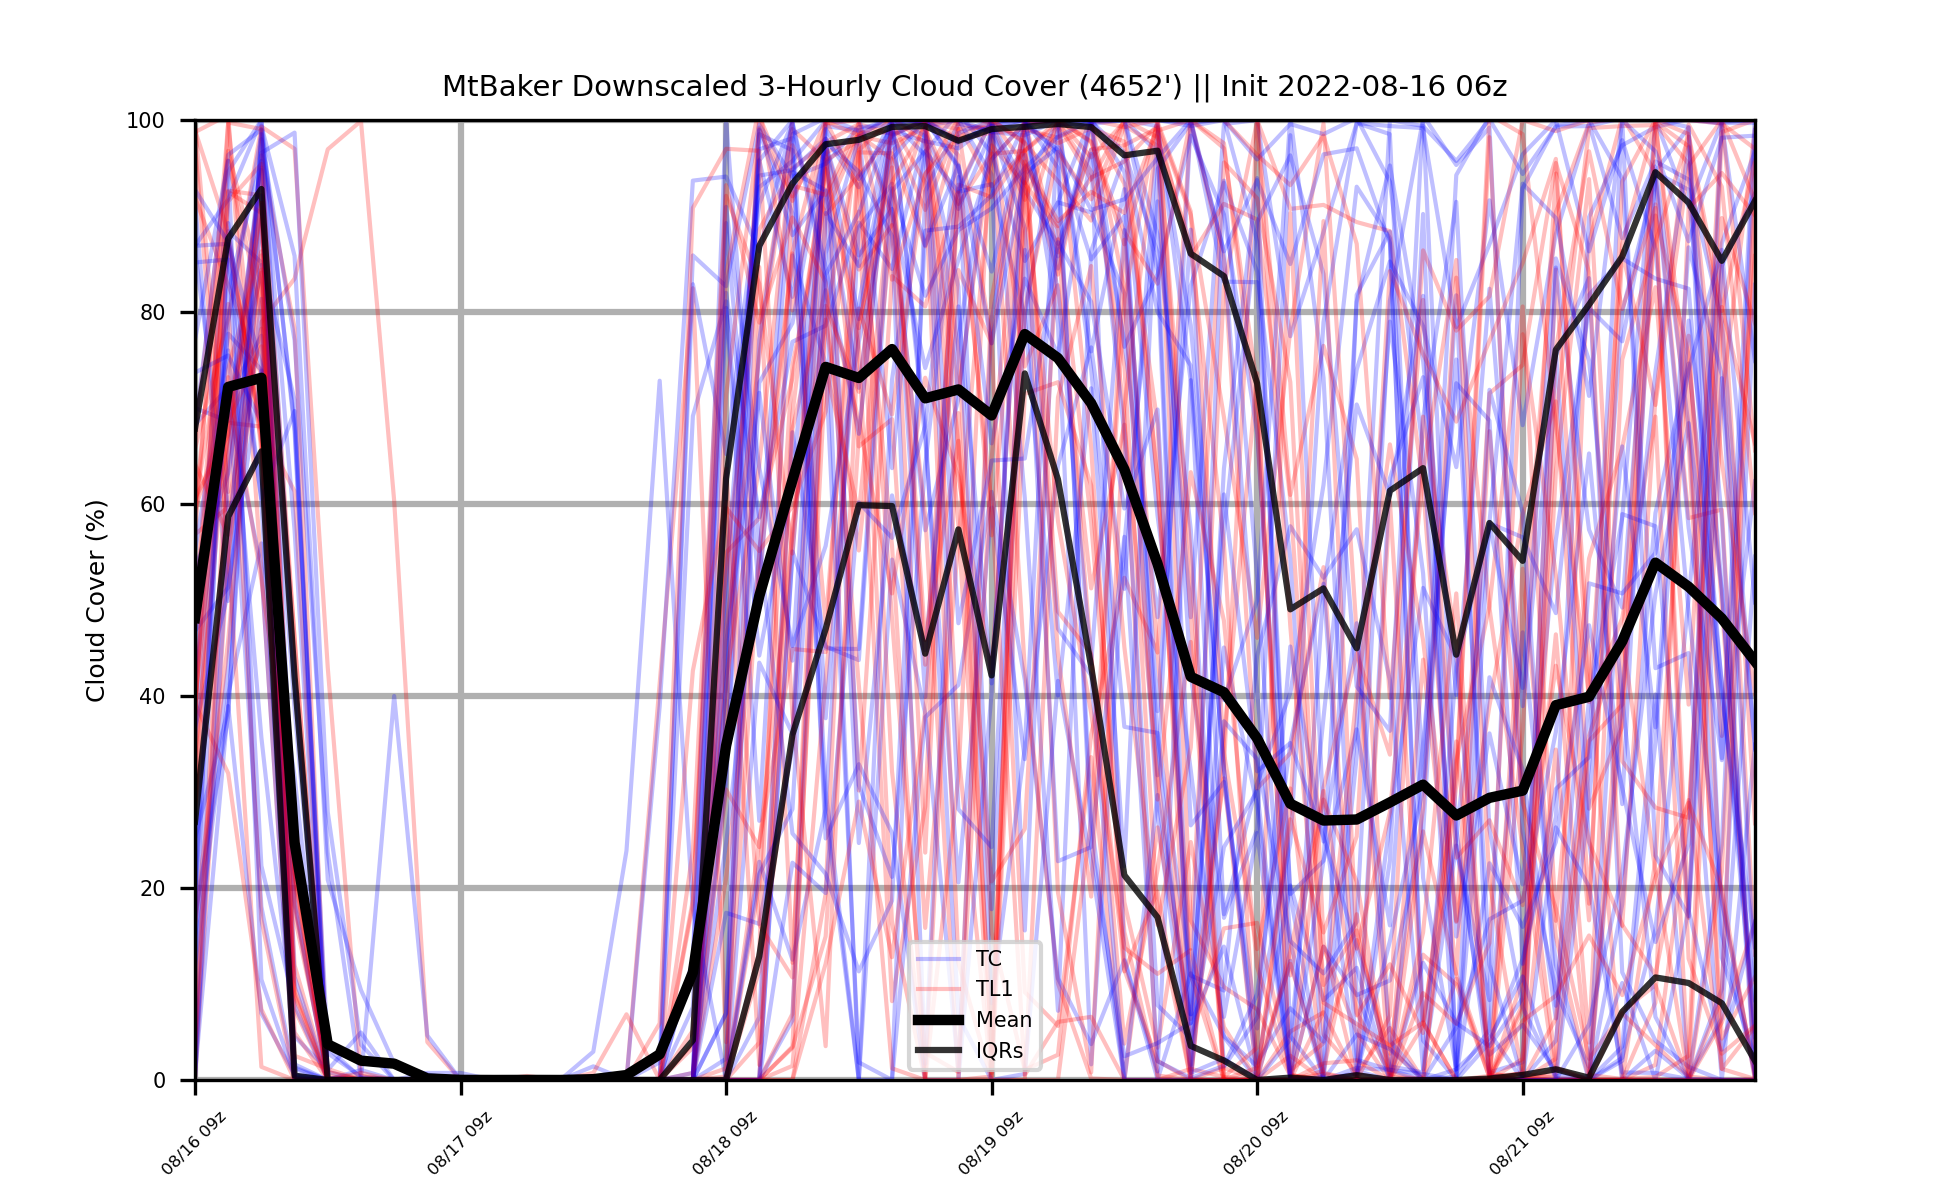 MtBaker Downscaled 3-Hourly Cloud Cover (4652') || Init 2022-08-16 06z
Cloud Cover (%)
100
80
60
40
20
0
TC
TL1
Mean
IQRs
08/16 09z
08/17 09z
08/18 09z
08/19 09z
08/20 09z
08/21 09z